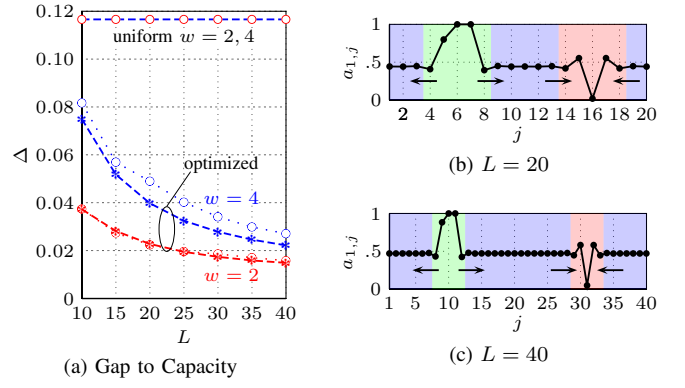 0.12
0.10
0.08
0.06
0.04
0.02
0
Δ
uniform w = 2, 4
optimized
w = 4
w = 2
10 15 20 25 30 35 40
L
(a) Gap to Capacity
a1,j
1
.5
0
2 4 6 8 10 12 14 16 18 20
j
(b) L = 20
a1,j
1
.5
0
1 5 10 15 20 25 30 35 40
j
(c) L = 40